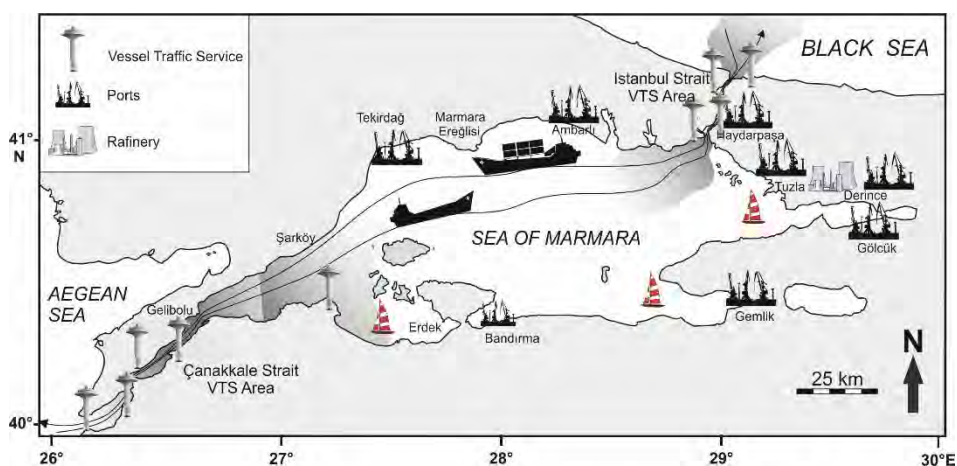 Vessel Traffic Service
Ports
Rafinery
BLACK SEA
Istanbul Strait
VTS Area
41°
N
Tekirdağ
Marmara
Ereğlisi
Ambarlı
Haydarpaşa
Tuzla
Derince
Gölcük
Şarköy
SEA OF MARMARA
AEGEAN
SEA
Gelibolu
Erdek
Bandırma
Gemlik
Çanakkale Strait
VTS Area
25 km
N
40°
26°
27
28
29
30°E